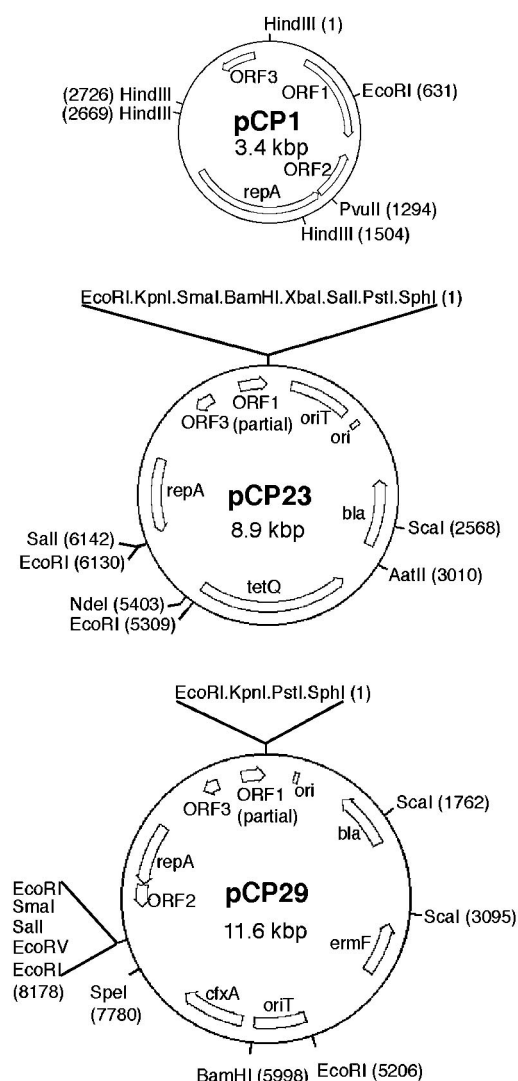 HindIII (1)
ORF3
ORF1
EcoRI (631)
(2726) HindIII
(2669) HindIII
pCP1
3.4 kbp
ORF2
repA
PvuII (1294)
HindIII (1504)
EcoRI.KpnI.SmaI.BamHI.XbaI.SalI.PstI.SphI (1)
ORF3
ORF1
(partial)
oriT
ori
repA
pCP23
8.9 kbp
bla
ScaI (2568)
SalI (6142)
EcoRI (6130)
AatII (3010)
tetQ
NdeI (5403)
EcoRI (5309)
EcoRI.KpnI.PstI.SphI (1)
ORF3
ORF1
(partial)
ori
ScaI (1762)
bla
repA
ORF2
pCP29
11.6 kbp
ScaI (3095)
EcoRI
SmaI
SalI
EcoRV
EcoRI
(8178)
ermF
SpeI
(7780)
cfxA
oriT
BamHI (5998)
EcoRI (5206)